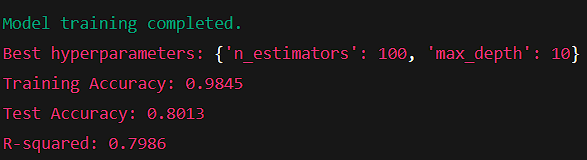 Model training completed.
Best hyperparameters: {'n_estimators': 100, 'max_depth': 10}
Training Accuracy: 0.9845
Test Accuracy: 0.8013
R-squared: 0.7986